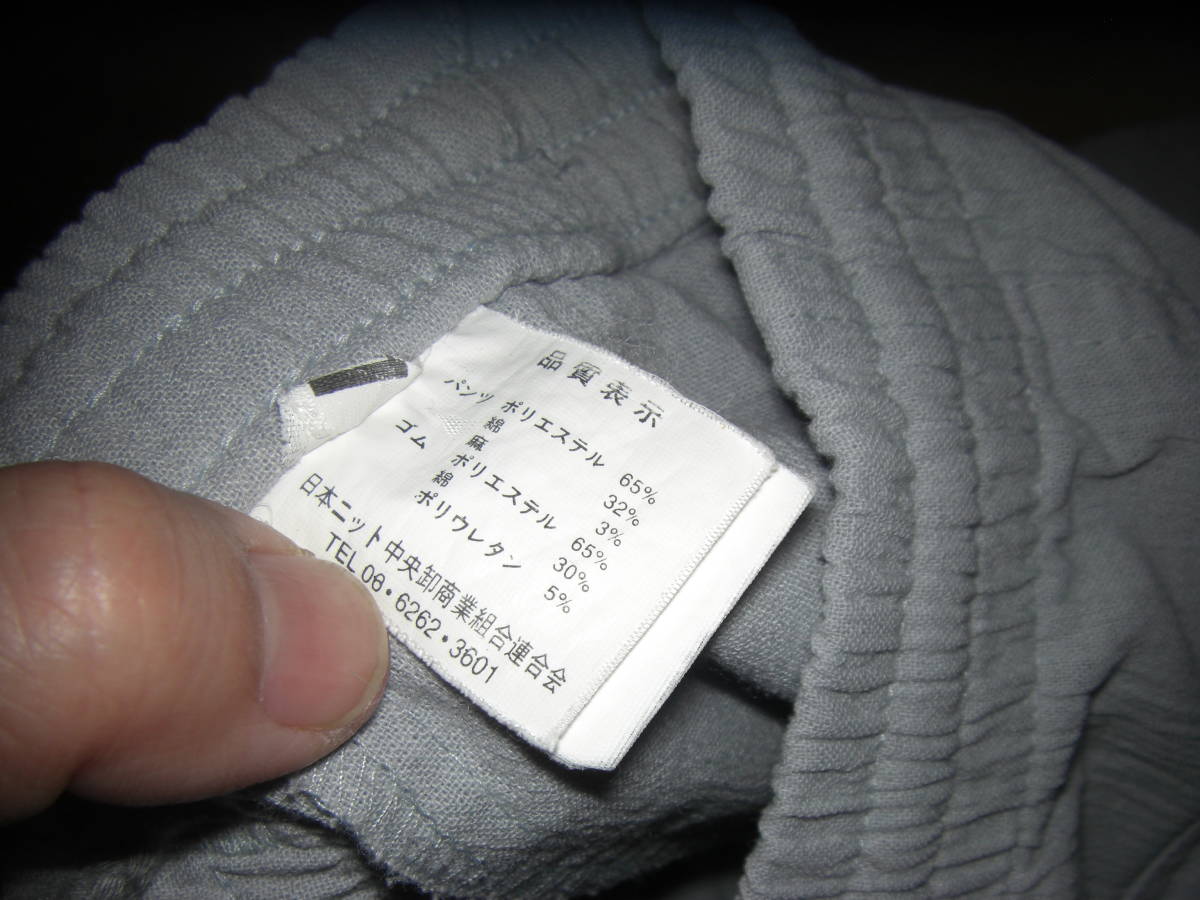 品質表示
パンツ ポリエステル 65%
綿 32%
麻 3%
ゴム ポリエステル 65%
綿 30%
ポリウレタン 5%
日本ニット中央卸商業組合連合会
TEL 06・6262・3601